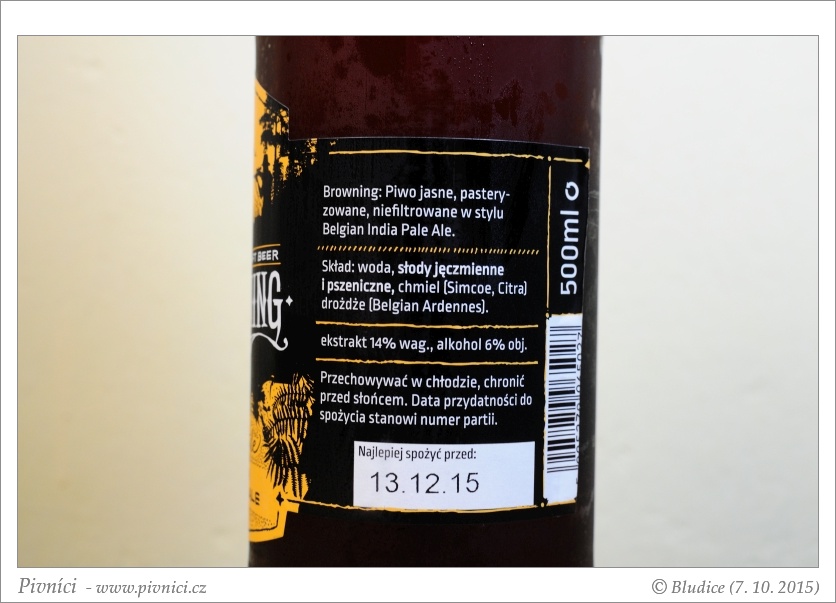 Browning: Piwo jasne, pastery-
zowane, niefiltrowane w stylu
Belgian India Pale Ale.
Skład: woda, słody jęczmienne
i pszeniczne, chmiel (Simcoe, Citra)
drożdże (Belgian Ardennes).
ekstrakt 14% wag., alkohol 6% obj.
Przechowywać w chłodzie, chronić
przed słońcem. Data przydatności do
spożycia stanowi numer partii.
Najlepiej spożyć przed:
13.12.15
500ml
BEER
Pivníci - www.pivnici.cz
© Bludice (7. 10. 2015)